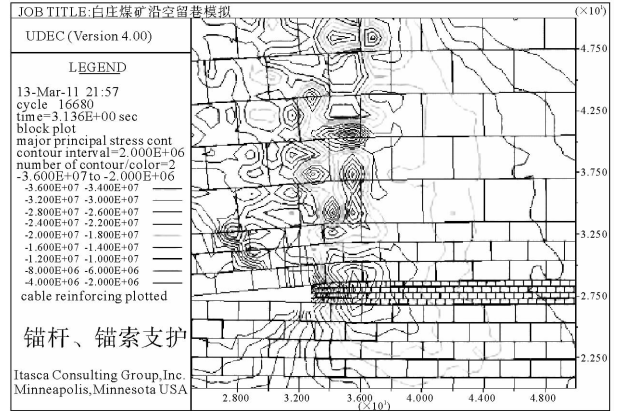 JOB TITLE:白庄煤矿沿空留巷模拟
(×10¹)
UDEC (Version 4.00)
LEGEND
13-Mar-11 21:57
cycle 16680
time=3.136E+00 sec
block plot
major principal stress cont
contour interval=2.000E+06
number of contour/color=2
-3.600E+07 to -2.000E+06
-3.600E+07 -3.400E+07
-3.200E+07 -3.000E+07
-2.800E+07 -2.600E+07
-2.400E+07 -2.200E+07
-2.000E+07 -1.800E+07
-1.600E+07 -1.400E+07
-1.200E+07 -1.000E+07
-8.000E+06 -6.000E+06
-4.000E+06 -2.000E+06
cable reinforcing plotted
锚杆、锚索支护
Itasca Consulting Group,Inc.
Minneapolis,Minnesota USA
4.750
4.250
3.750
3.250
2.750
2.250
2.800 3.600 4.000 4.400 4.800
(×10¹)